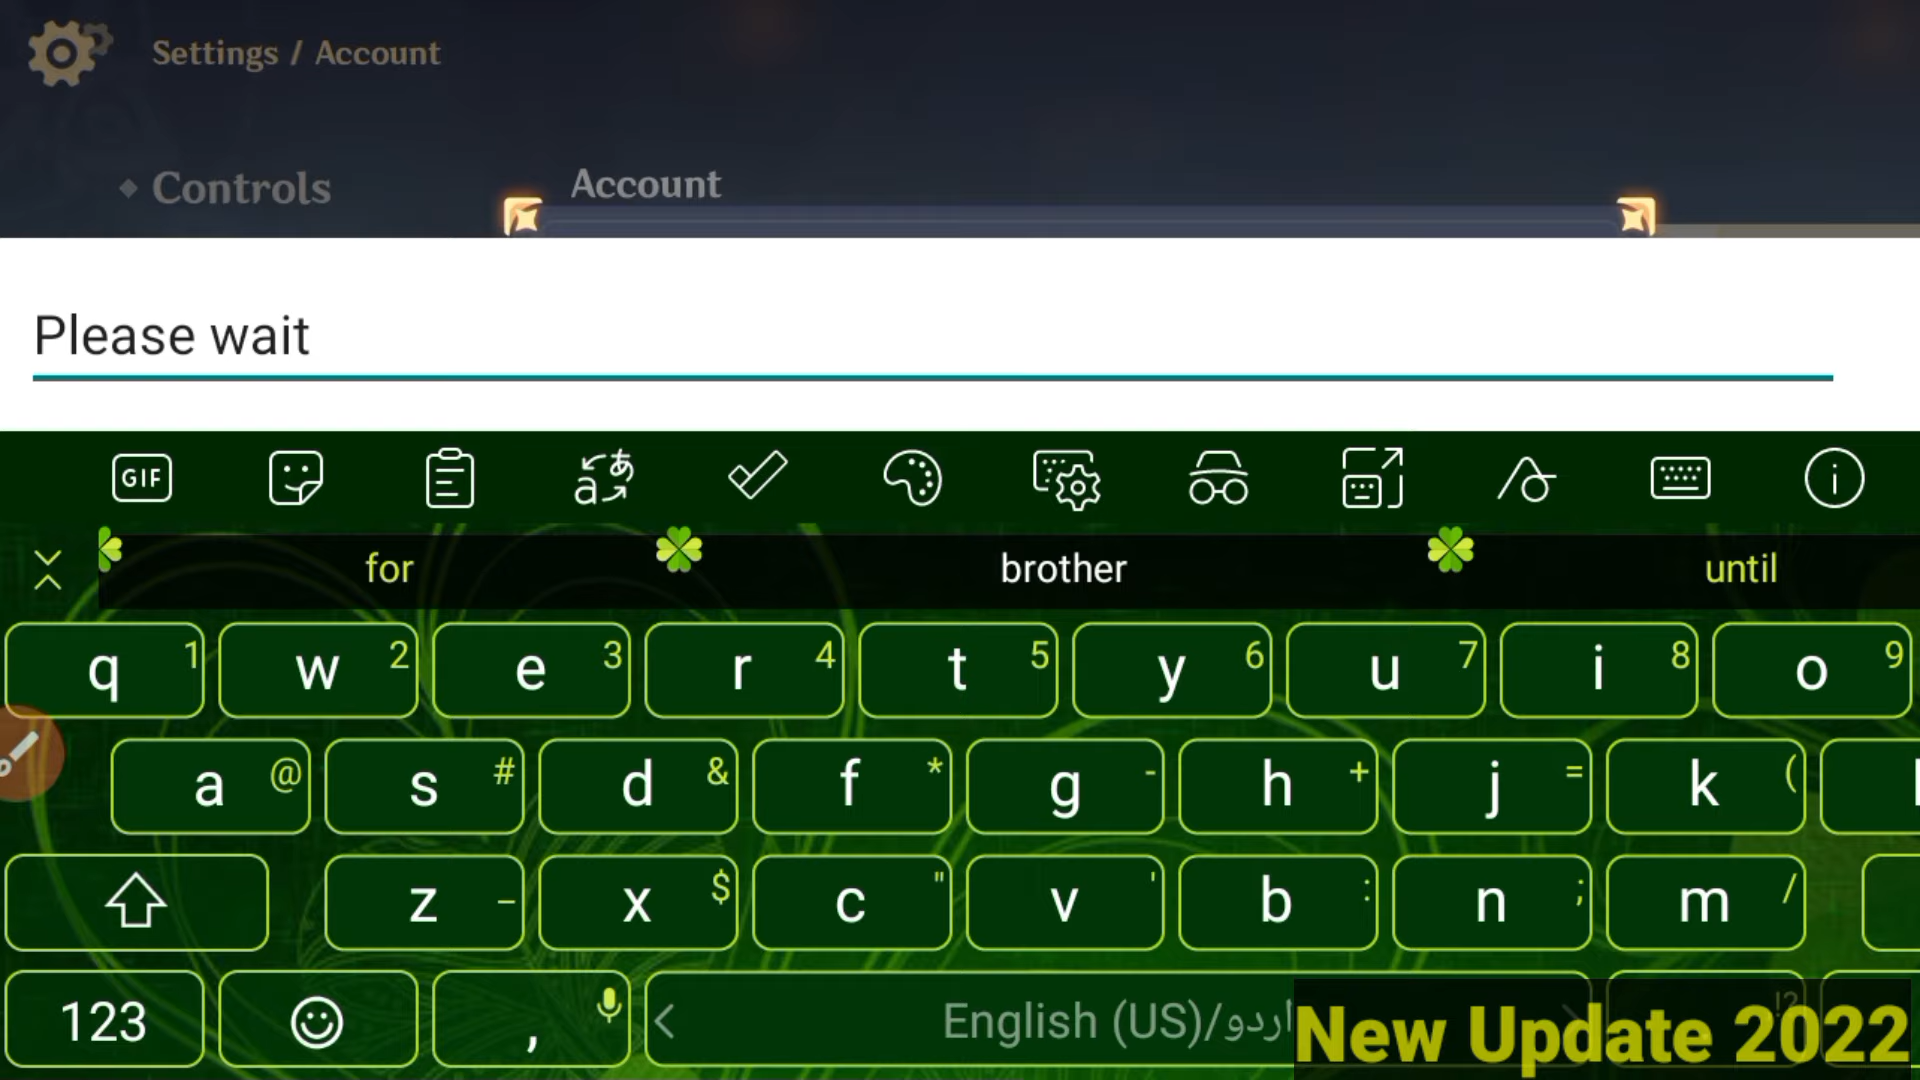 Settings / Account
Controls
Account
Please wait
GIF
a あ
for brother until
q 1 w 2 e 3 r 4 t 5 y 6 u 7 i 8 o 9
a @ s # d & f * g - h + j = k (
z _ x $ c " v ' b : n ; m /
123 , English (US)/اردو !?
New Update 2022